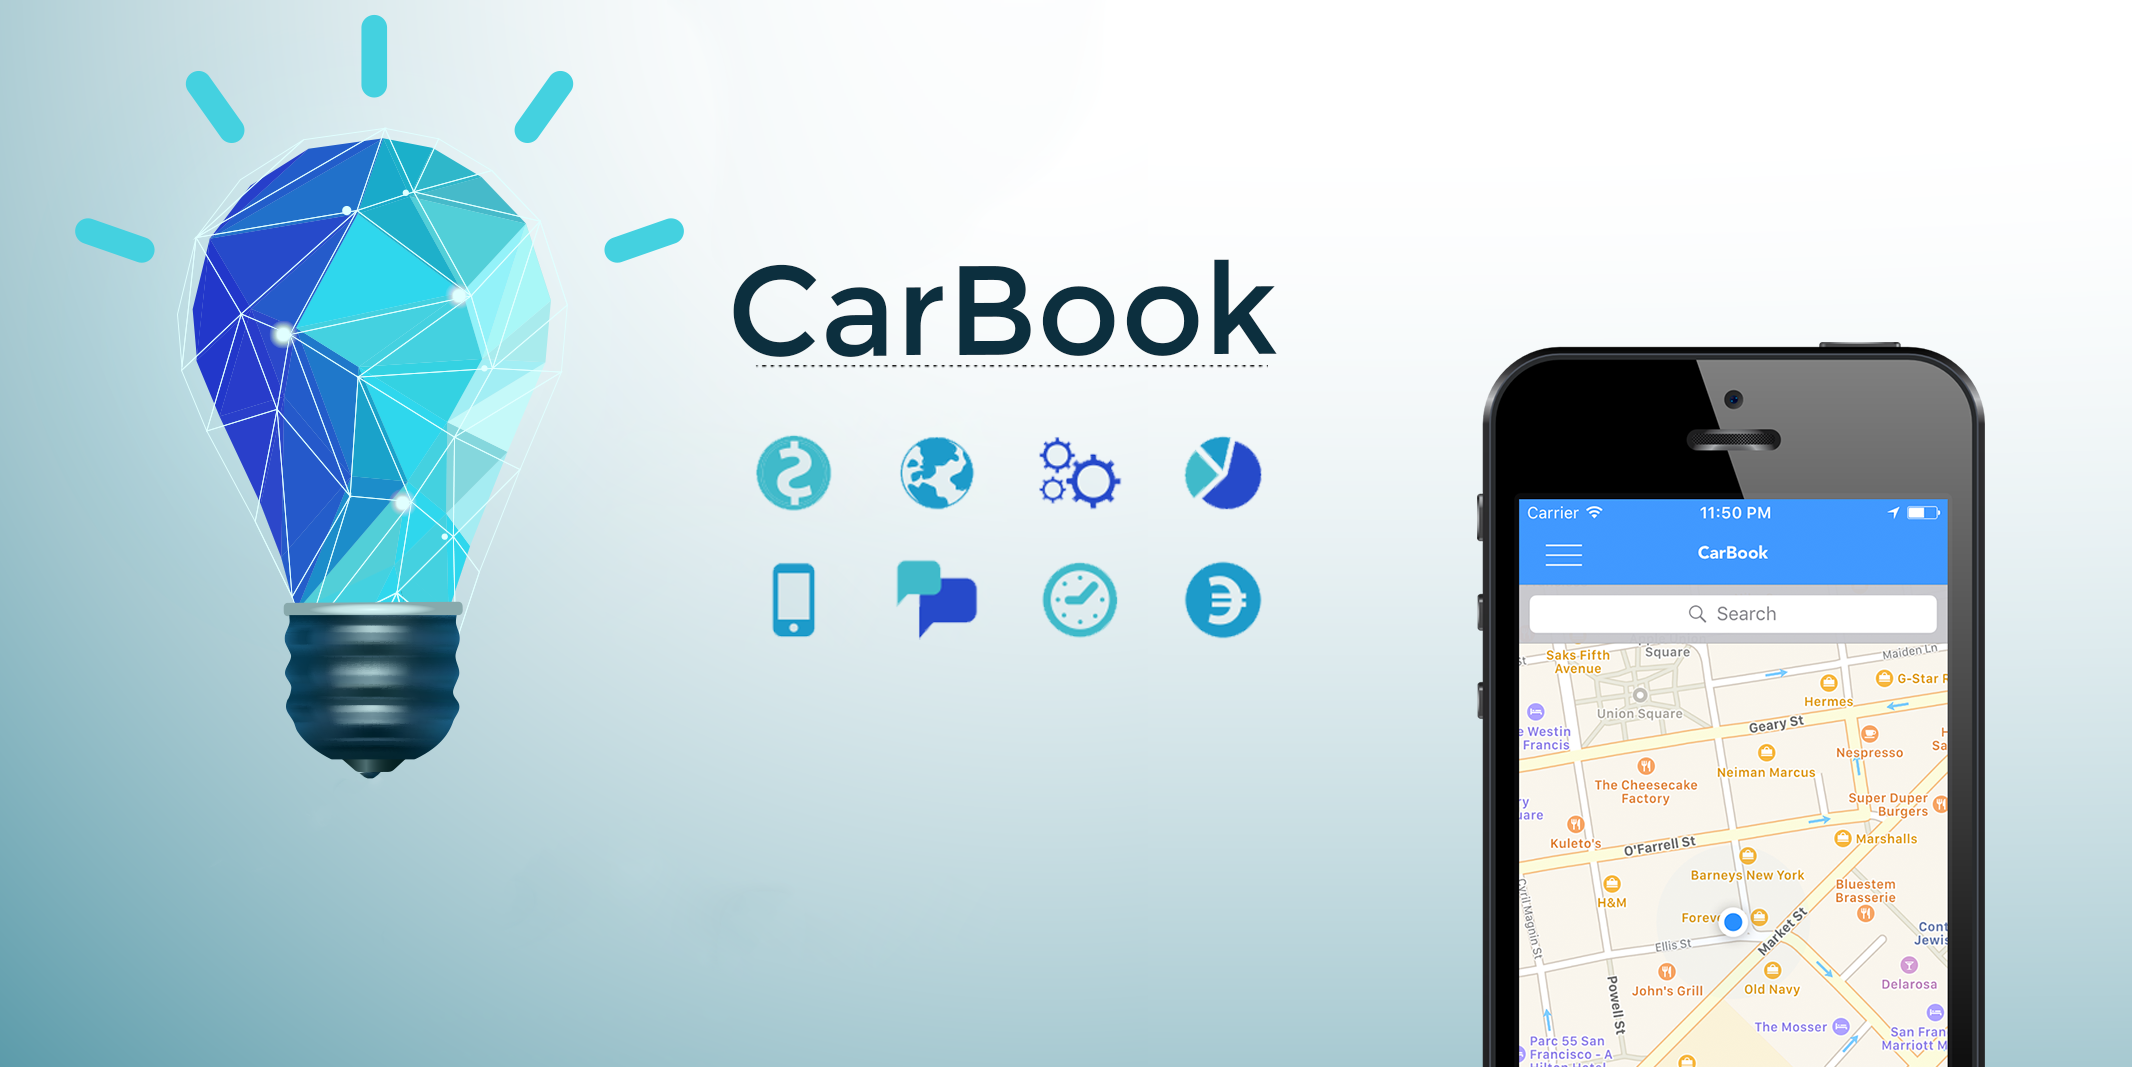 CarBook
Carrier
11:50 PM
CarBook
Search
Saks Fifth
Avenue
Square
Maiden Ln
G-Star
Hermes
Union Square
Geary St
Westin
Francis
Nespresso
Neiman Marcus
The Cheesecake
Factory
Super Duper
Burgers
Kuleto's
O'Farrell St
Marshalls
Barneys New York
Bluestem
Brasserie
H&M
Cyril Magnin St
Market St
Ellis St
John's Grill
Old Navy
Delarosa
Powell St
The Mosser
San Fran
Marriott M
Parc 55 San
Francisco - A